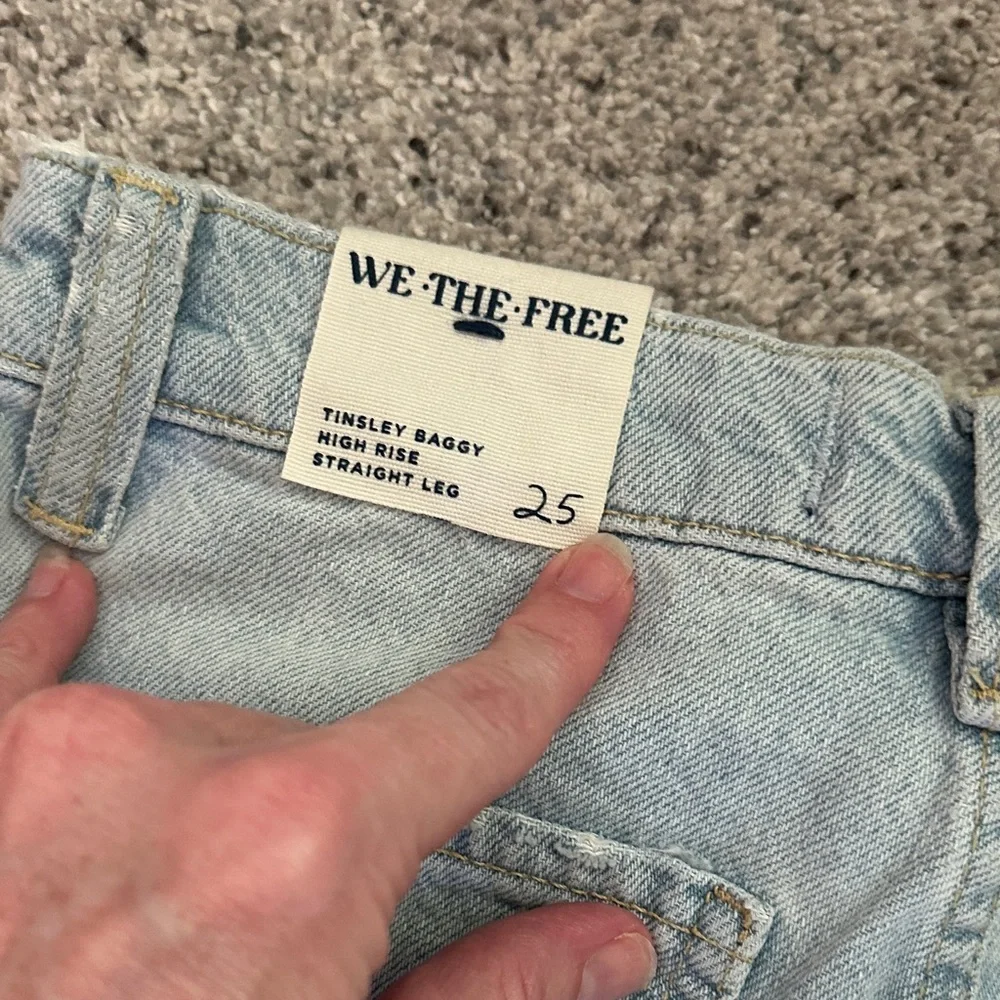 WE·THE·FREE
TINSLEY BAGGY
HIGH RISE
STRAIGHT LEG
25